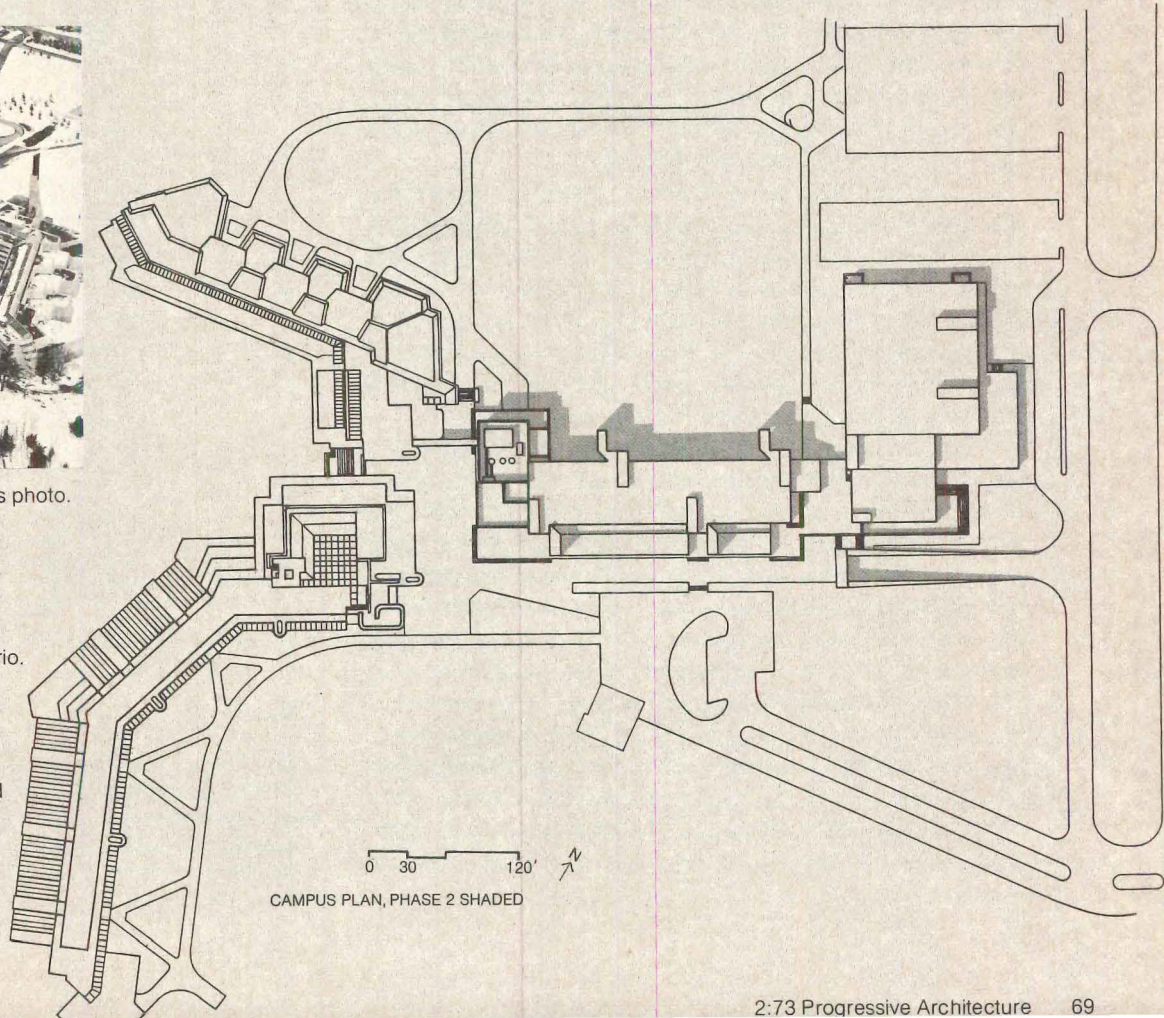 s photo.
rio.
0 30 120' N
CAMPUS PLAN, PHASE 2 SHADED
2:73 Progressive Architecture 69